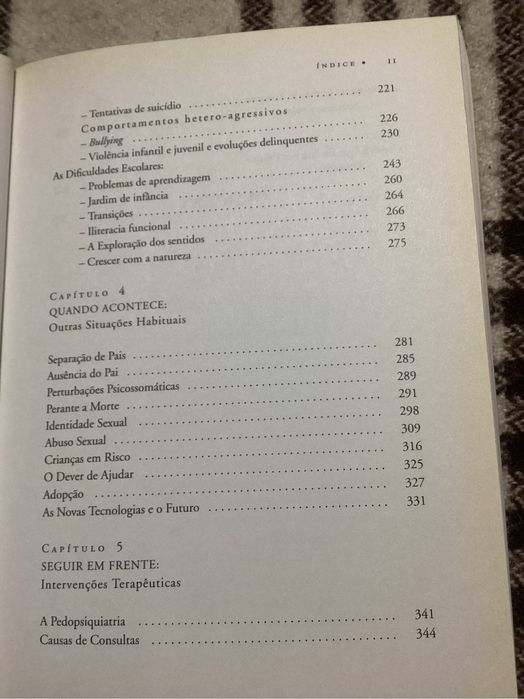 ÍNDICE • 11
– Tentativas de suicídio 221
Comportamentos hetero-agressivos
– Bullying 226
– Violência infantil e juvenil e evoluções delinquentes 230
As Dificuldades Escolares:
– Problemas de aprendizagem 243
– Jardim de infância 260
– Transições 264
– Iliteracia funcional 266
– A Exploração dos sentidos 273
– Crescer com a natureza 275
CAPÍTULO 4
QUANDO ACONTECE:
Outras Situações Habituais
Separação de Pais 281
Ausência do Pai 285
Perturbações Psicossomáticas 289
Perante a Morte 291
Identidade Sexual 298
Abuso Sexual 309
Crianças em Risco 316
O Dever de Ajudar 325
Adopção 327
As Novas Tecnologias e o Futuro 331
CAPÍTULO 5
SEGUIR EM FRENTE:
Intervenções Terapêuticas
A Pedopsiquiatria 341
Causas de Consultas 344